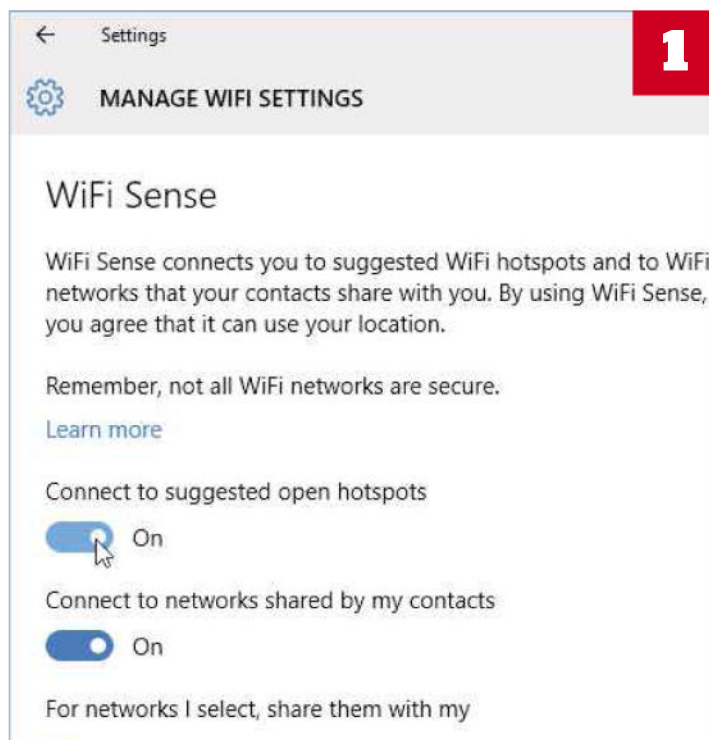 Settings
1
MANAGE WIFI SETTINGS
WiFi Sense
WiFi Sense connects you to suggested WiFi hotspots and to WiFi
networks that your contacts share with you. By using WiFi Sense,
you agree that it can use your location.
Remember, not all WiFi networks are secure.
Learn more
Connect to suggested open hotspots
On
Connect to networks shared by my contacts
On
For networks I select, share them with my